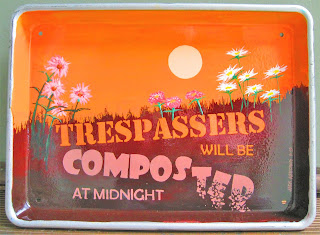 TRESPASSERS
WILL BE
COMPOSTED
AT MIDNIGHT